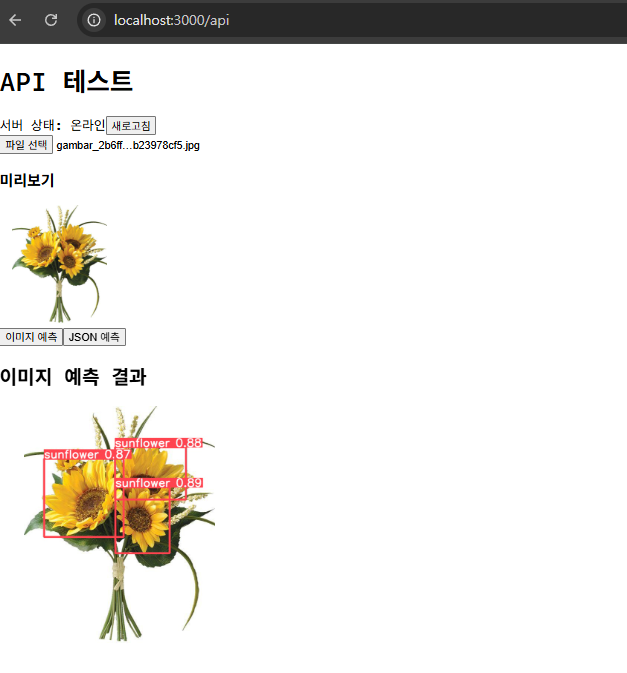 localhost:3000/api
API 테스트
서버 상태: 온라인 새로고침
파일 선택 gambar_2b6ff...b23978cf5.jpg
미리보기
이미지 예측 JSON 예측
이미지 예측 결과
sunflower 0.88
sunflower 0.87
sunflower 0.89